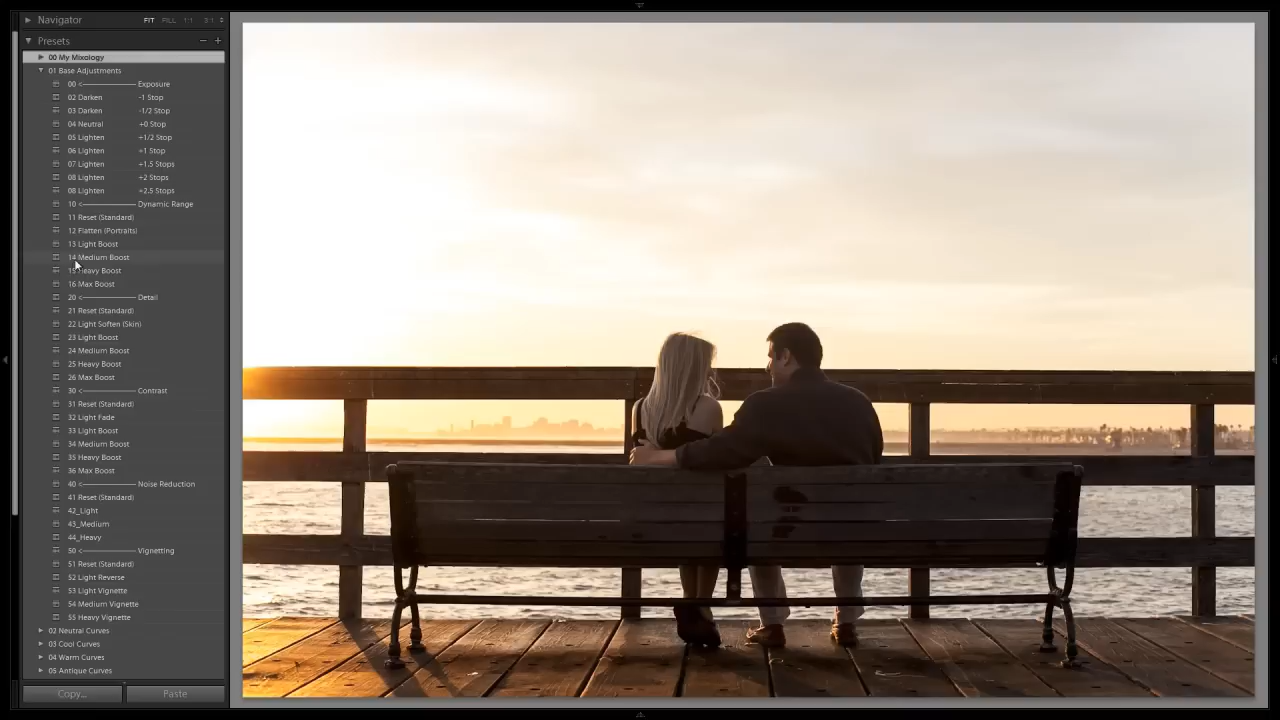 Navigator FIT FILL 1:1 3:1
Presets
00 My Mixology
01 Base Adjustments
00 <—————— Exposure
02 Darken -1 Stop
03 Darken -1/2 Stop
04 Neutral +0 Stop
05 Lighten +1/2 Stop
06 Lighten +1 Stop
07 Lighten +1.5 Stops
08 Lighten +2 Stops
08 Lighten +2.5 Stops
10 <—————— Dynamic Range
11 Reset (Standard)
12 Flatten (Portraits)
13 Light Boost
14 Medium Boost
15 Heavy Boost
16 Max Boost
20 <—————— Detail
21 Reset (Standard)
22 Light Soften (Skin)
23 Light Boost
24 Medium Boost
25 Heavy Boost
26 Max Boost
30 <—————— Contrast
31 Reset (Standard)
32 Light Fade
33 Light Boost
34 Medium Boost
35 Heavy Boost
36 Max Boost
40 <—————— Noise Reduction
41 Reset (Standard)
42_Light
43_Medium
44_Heavy
50 <—————— Vignetting
51 Reset (Standard)
52 Light Reverse
53 Light Vignette
54 Medium Vignette
55 Heavy Vignette
02 Neutral Curves
03 Cool Curves
04 Warm Curves
05 Antique Curves
Copy... Paste